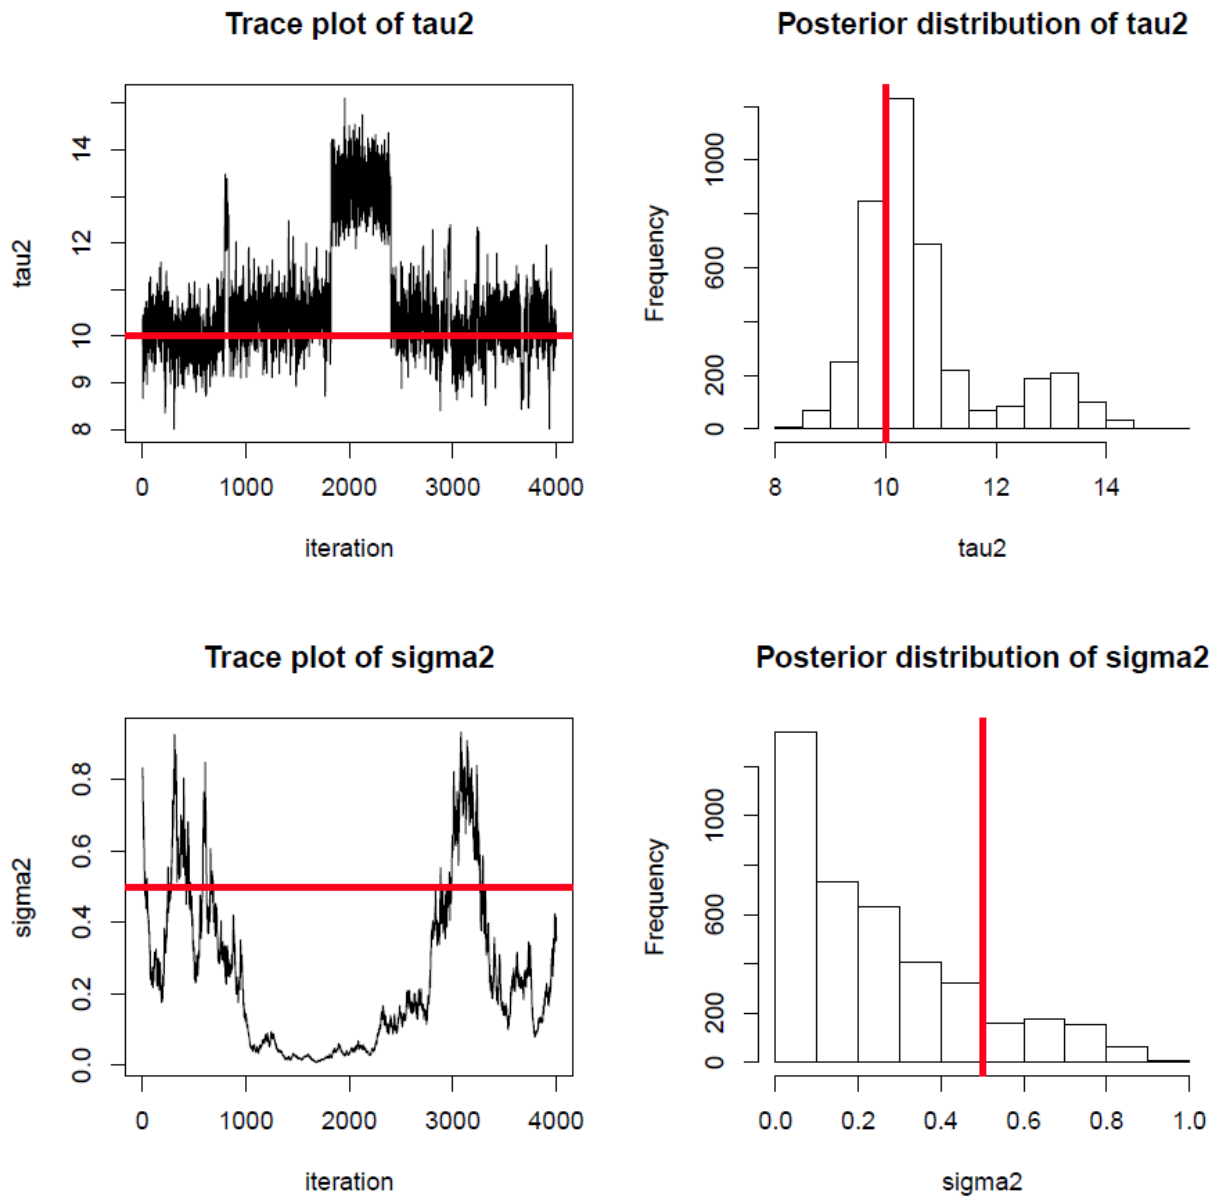 Trace plot of tau2
tau2
14
12
10
9
8
0 1000 2000 3000 4000
iteration
Posterior distribution of tau2
Frequency
1000
600
200
0
8 10 12 14
tau2
Trace plot of sigma2
sigma2
0.8
0.6
0.4
0.2
0.0
0 1000 2000 3000 4000
iteration
Posterior distribution of sigma2
Frequency
1000
600
200
0
0.0 0.2 0.4 0.6 0.8 1.0
sigma2